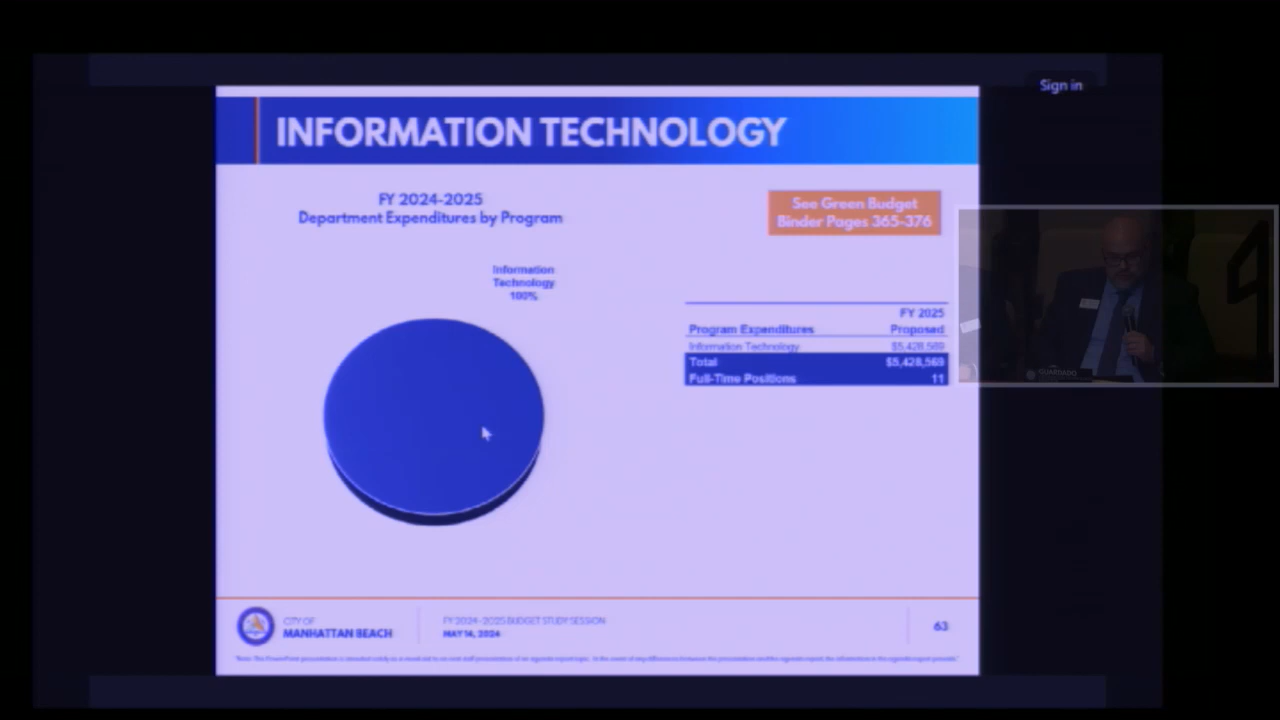 Sign in
INFORMATION TECHNOLOGY
FY 2024-2025
Department Expenditures by Program
See Green Budget
Binder Pages 365-376
Information
Technology
100%
FY 2025
Program Expenditures Proposed
Information Technology $5,428,569
Total $5,428,569
Full-Time Positions 11
GUARDADO
CITY OF
MANHATTAN BEACH
FY 2024-2025 BUDGET STUDY SESSION
MAY 14, 2024
63